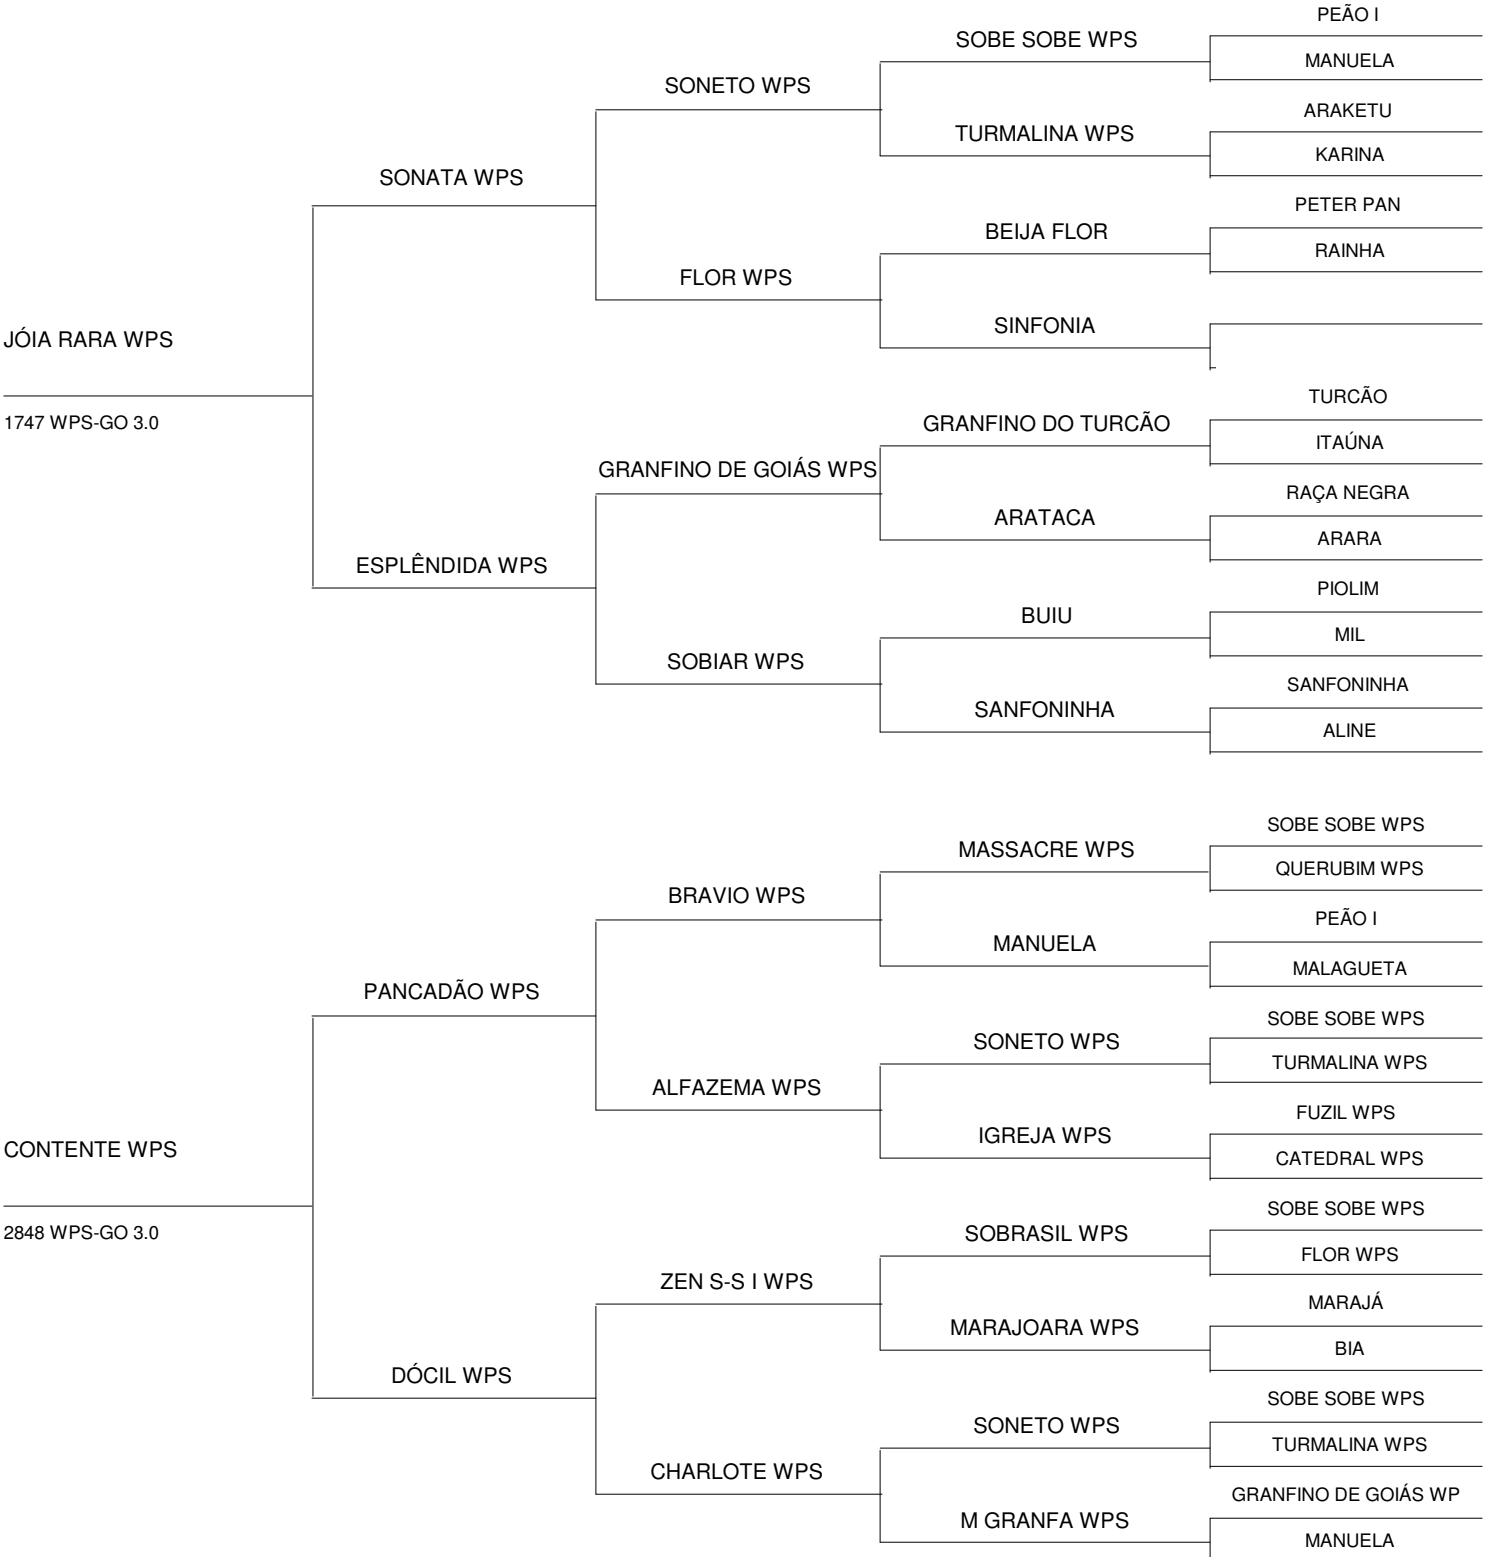 PEÃO I
SOBE SOBE WPS
MANUELA
SONETO WPS
ARAKETU
TURMALINA WPS
KARINA
SONATA WPS
PETER PAN
BEIJA FLOR
RAINHA
FLOR WPS
SINFONIA
JÓIA RARA WPS
1747 WPS-GO 3.0
TURCÃO
GRANFINO DO TURCÃO
ITAÚNA
GRANFINO DE GOIÁS WPS
RAÇA NEGRA
ARATACA
ARARA
ESPLÊNDIDA WPS
PIOLIM
BUIU
MIL
SOBIAR WPS
SANFONINHA
SANFONINHA
ALINE
SOBE SOBE WPS
MASSACRE WPS
QUERUBIM WPS
BRAVIO WPS
PEÃO I
MANUELA
MALAGUETA
PANCADÃO WPS
SOBE SOBE WPS
SONETO WPS
TURMALINA WPS
ALFAZEMA WPS
FUZIL WPS
IGREJA WPS
CATEDRAL WPS
CONTENTE WPS
2848 WPS-GO 3.0
SOBE SOBE WPS
SOBRASIL WPS
FLOR WPS
ZEN S-S I WPS
MARAJÁ
MARAJOARA WPS
BIA
DÓCIL WPS
SOBE SOBE WPS
SONETO WPS
TURMALINA WPS
CHARLOTE WPS
GRANFINO DE GOIÁS WP
M GRANFA WPS
MANUELA